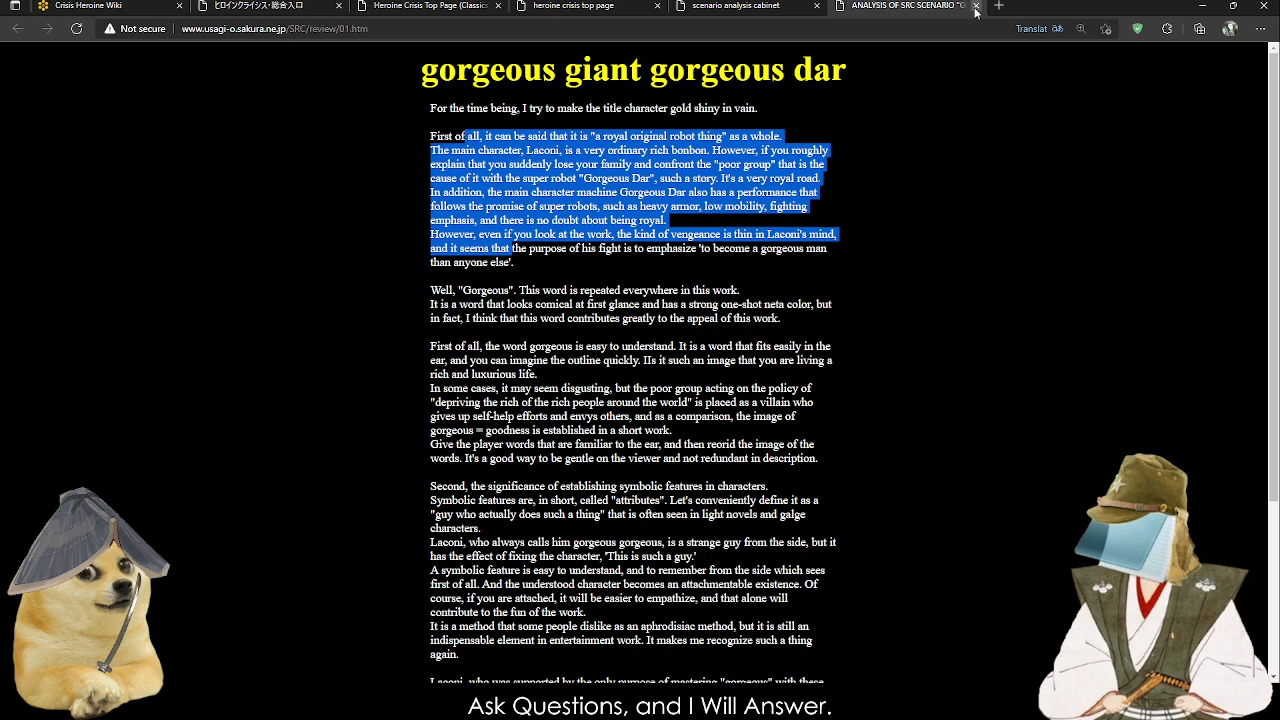 Crisis Heroine Wiki
ヒロインクライシス・総合入口
Heroine Crisis Top Page (Classics
heroine crisis top page
scenario analysis cabinet
ANALYSIS OF SRC SCENARIO "G
Not secure
www.usagi-o.sakura.ne.jp/SRC/review/01.htm
Translat
gorgeous giant gorgeous dar
For the time being, I try to make the title character gold shiny in vain.
First of all, it can be said that it is "a royal original robot thing" as a whole.
The main character, Laconi, is a very ordinary rich bonbon. However, if you roughly
explain that you suddenly lose your family and confront the "poor group" that is the
cause of it with the super robot "Gorgeous Dar", such a story. It's a very royal road.
In addition, the main character machine Gorgeous Dar also has a performance that
follows the promise of super robots, such as heavy armor, low mobility, fighting
emphasis, and there is no doubt about being royal.
However, even if you look at the work, the kind of vengeance is thin in Laconi's mind,
and it seems that the purpose of his fight is to emphasize 'to become a gorgeous man
than anyone else'.
Well, "Gorgeous". This word is repeated everywhere in this work.
It is a word that looks comical at first glance and has a strong one-shot neta color, but
in fact, I think that this word contributes greatly to the appeal of this work.
First of all, the word gorgeous is easy to understand. It is a word that fits easily in the
ear, and you can imagine the outline quickly. IIs it such an image that you are living a
rich and luxurious life.
In some cases, it may seem disgusting, but the poor group acting on the policy of
"depriving the rich of the rich people around the world" is placed as a villain who
gives up self-help efforts and envys others, and as a comparison, the image of
gorgeous = goodness is established in a short work.
Give the player words that are familiar to the ear, and then reorid the image of the
words. It's a good way to be gentle on the viewer and not redundant in description.
Second, the significance of establishing symbolic features in characters.
Symbolic features are, in short, called "attributes". Let's conveniently define it as a
"guy who actually does such a thing" that is often seen in light novels and galge
characters.
Laconi, who always calls him gorgeous gorgeous, is a strange guy from the side, but it
has the effect of fixing the character, 'This is such a guy.'
A symbolic feature is easy to understand, and to remember from the side which sees
first of all. And the understood character becomes an attachmentable existence. Of
course, if you are attached, it will be easier to empathize, and that alone will
contribute to the fun of the work.
It is a method that some people dislike as an aphrodisiac method, but it is still an
indispensable element in entertainment work. It makes me recognize such a thing
again.
Laconi, who was supported by the only purpose of mastering "gorgeous" with these
Ask Questions, and I Will Answer.